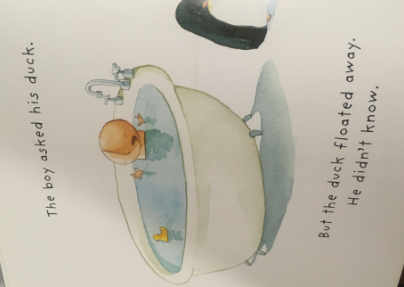 The boy asked his duck.
But the duck floated away.
He didn't know.